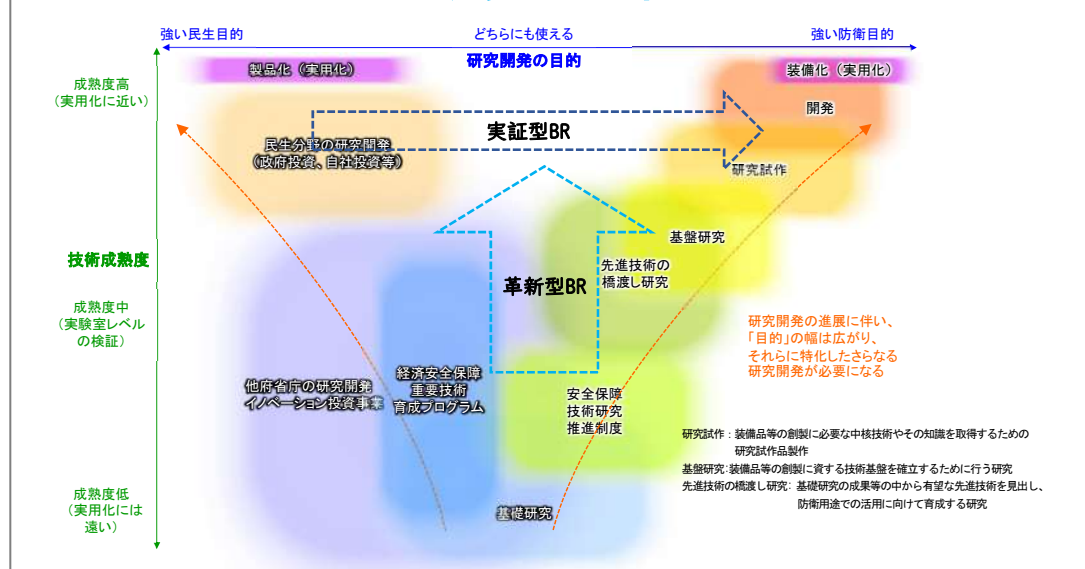 強い民生目的
どちらにも使える
強い防衛目的
研究開発の目的
製品化（実用化）
装備化（実用化）
成熟度高
（実用化に近い）
開発
実証型BR
民生分野の研究開発
（政府投資、自社投資等）
研究試作
基盤研究
技術成熟度
先進技術の
橋渡し研究
革新型BR
成熟度中
（実験室レベル
の検証）
研究開発の進展に伴い、
「目的」の幅は広がり、
それらに特化したさらなる
研究開発が必要になる
経済安全保障
重要技術
育成プログラム
他府省庁の研究開発
イノベーション投資事業
安全保障
技術研究
推進制度
研究試作：装備品等の創製に必要な中核技術やその知識を取得するための
研究試作品製作
基盤研究：装備品等の創製に資する技術基盤を確立するために行う研究
先進技術の橋渡し研究：基礎研究の成果等の中から有望な先進技術を見出し、
防衛用途での活用に向けて育成する研究
成熟度低
（実用化には
遠い）
基礎研究